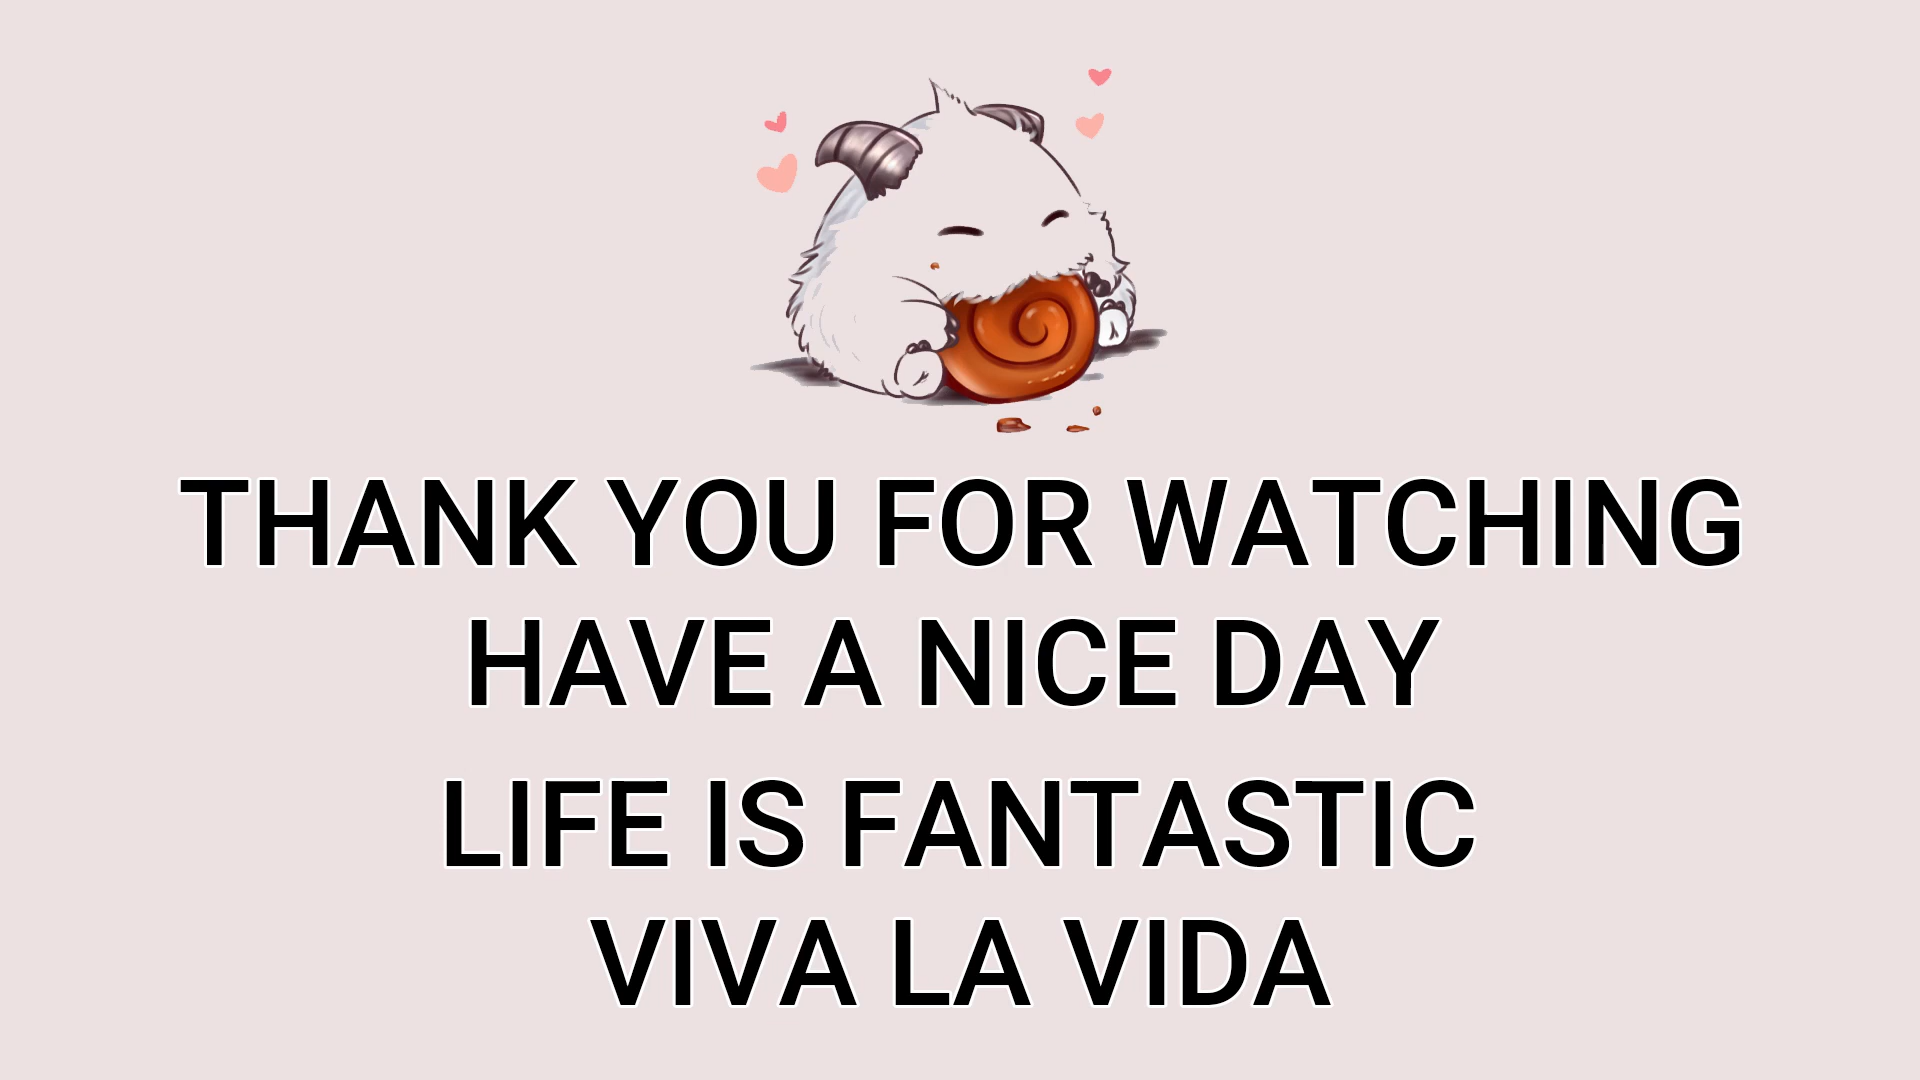 THANK YOU FOR WATCHING
HAVE A NICE DAY
LIFE IS FANTASTIC
VIVA LA VIDA